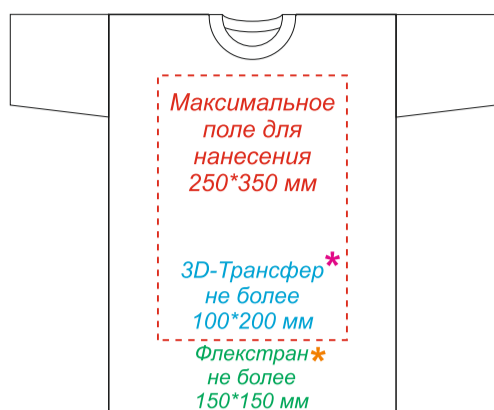 Максимальное
поле для
нанесения
250*350 мм
3D-Трансфер*
не более
100*200 мм
Флекстран*
не более
150*150 мм